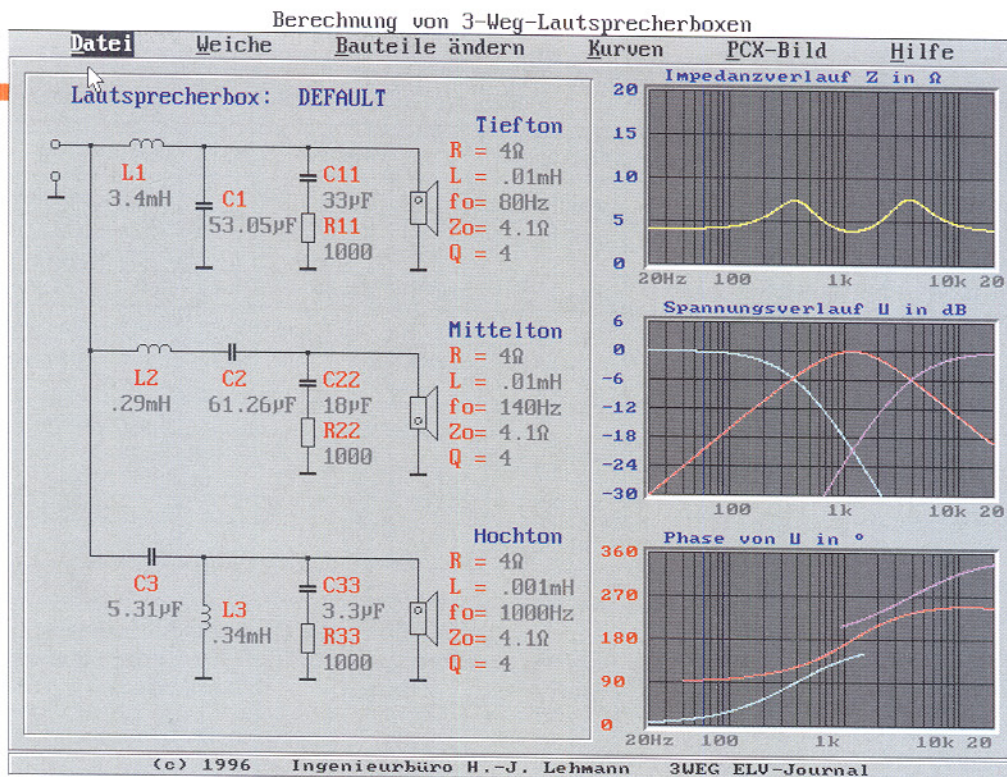 Berechnung von 3-Weg-Lautsprecherboxen
Datei Weiche Bauteile ändern Kurven PCX-Bild Hilfe
Lautsprecherbox: DEFAULT
L1
3.4mH
C1
53.05µF
C11
33µF
R11
1000
Tiefton
R = 4Ω
L = .01mH
fo= 80Hz
Zo= 4.1Ω
Q = 4
L2
.29mH
C2
61.26µF
C22
18µF
R22
1000
Mittelton
R = 4Ω
L = .01mH
fo= 140Hz
Zo= 4.1Ω
Q = 4
C3
5.31µF
L3
.34mH
C33
3.3µF
R33
1000
Hochton
R = 4Ω
L = .001mH
fo= 1000Hz
Zo= 4.1Ω
Q = 4
Impedanzverlauf Z in Ω
20
15
10
5
0
20Hz 100 1k 10k 20
Spannungsverlauf U in dB
6
0
-6
-12
-18
-24
-30
100 1k 10k 20
Phase von U in °
360
270
180
90
0
20Hz 100 1k 10k 20
(c) 1996 Ingenieurbüro H.-J. Lehmann 3WEG ELV-Journal